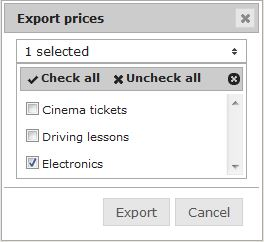 Export prices
1 selected
Check all Uncheck all
Cinema tickets
Driving lessons
Electronics
Export Cancel